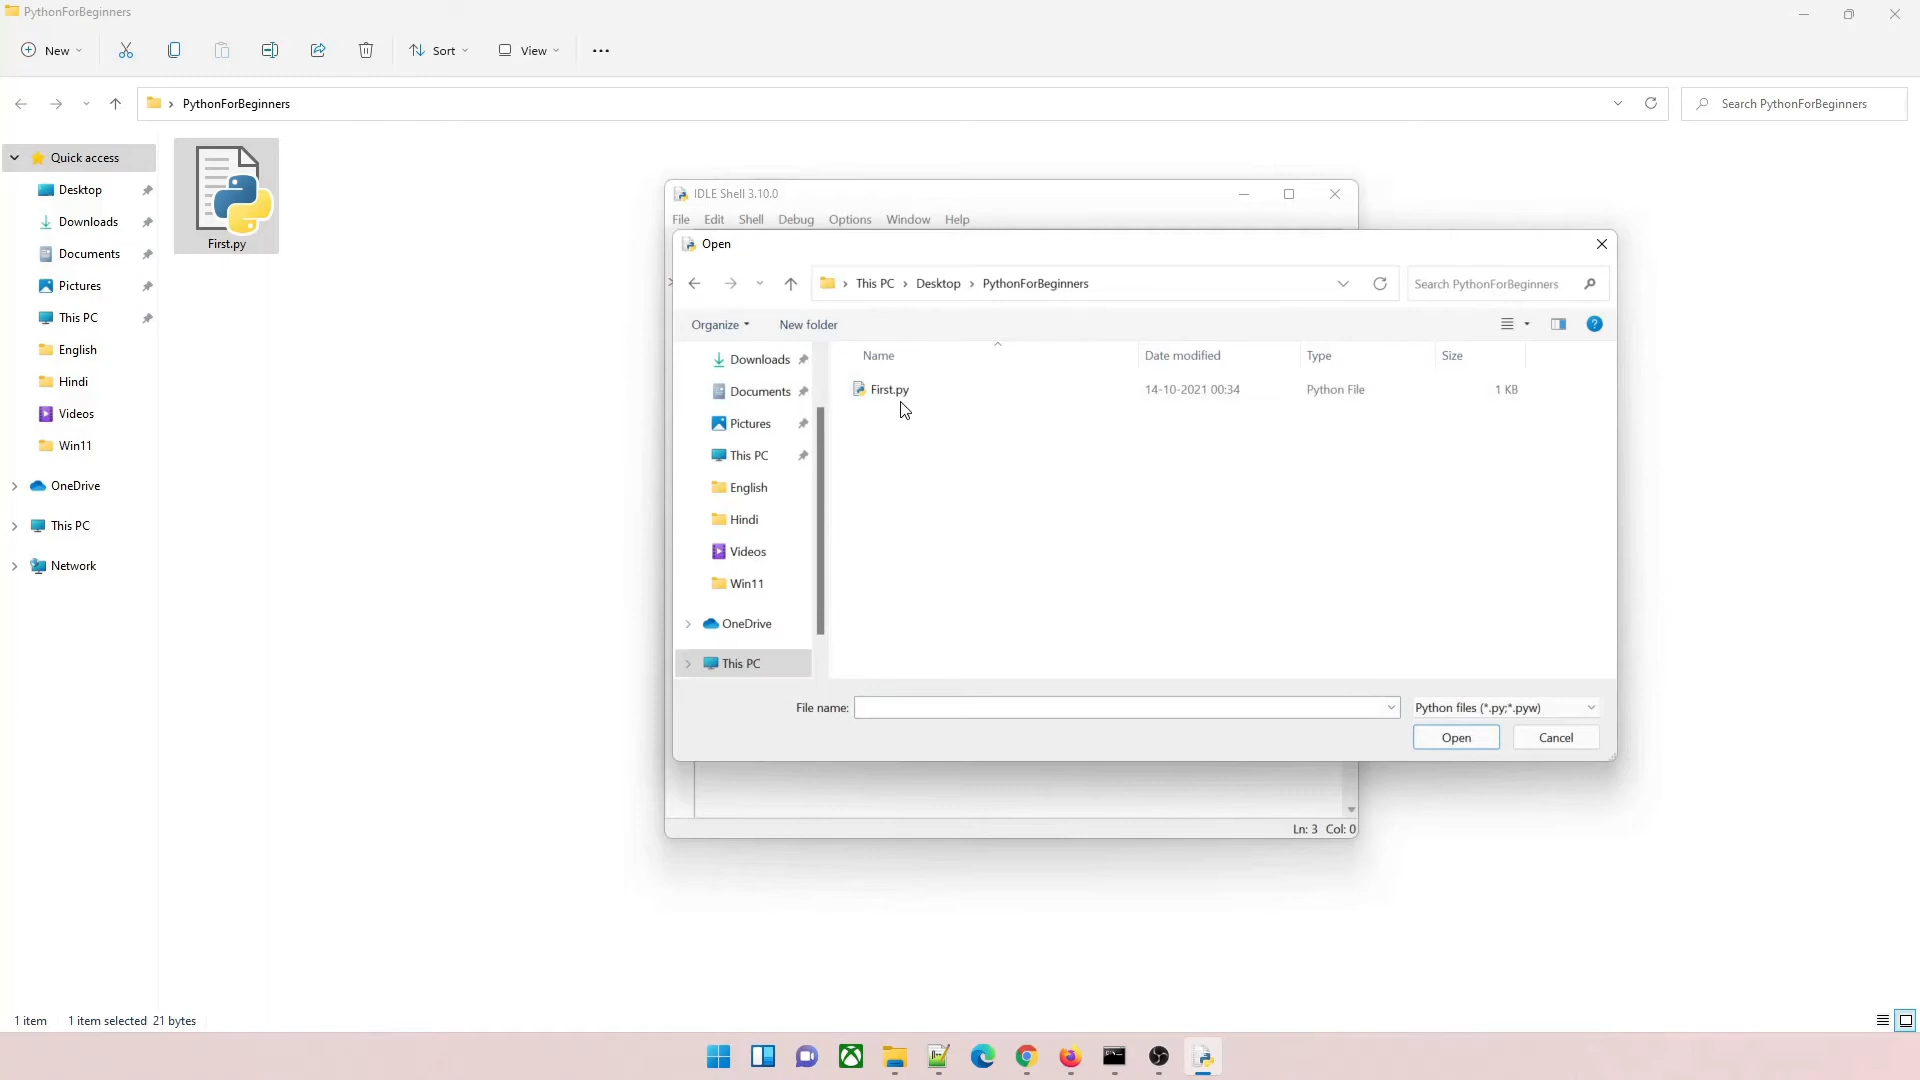 PythonForBeginners
New
Sort
View
PythonForBeginners
Search PythonForBeginners
Quick access
Desktop
Downloads
Documents
Pictures
This PC
English
Hindi
Videos
Win11
OneDrive
This PC
Network
First.py
IDLE Shell 3.10.0
File Edit Shell Debug Options Window Help
Open
This PC Desktop PythonForBeginners
Search PythonForBeginners
Organize New folder
Name Date modified Type Size
First.py 14-10-2021 00:34 Python File 1 KB
Downloads
Documents
Pictures
This PC
English
Hindi
Videos
Win11
OneDrive
This PC
File name:
Python files (*.py;*.pyw)
Open Cancel
Ln: 3 Col: 0
1 item 1 item selected 21 bytes